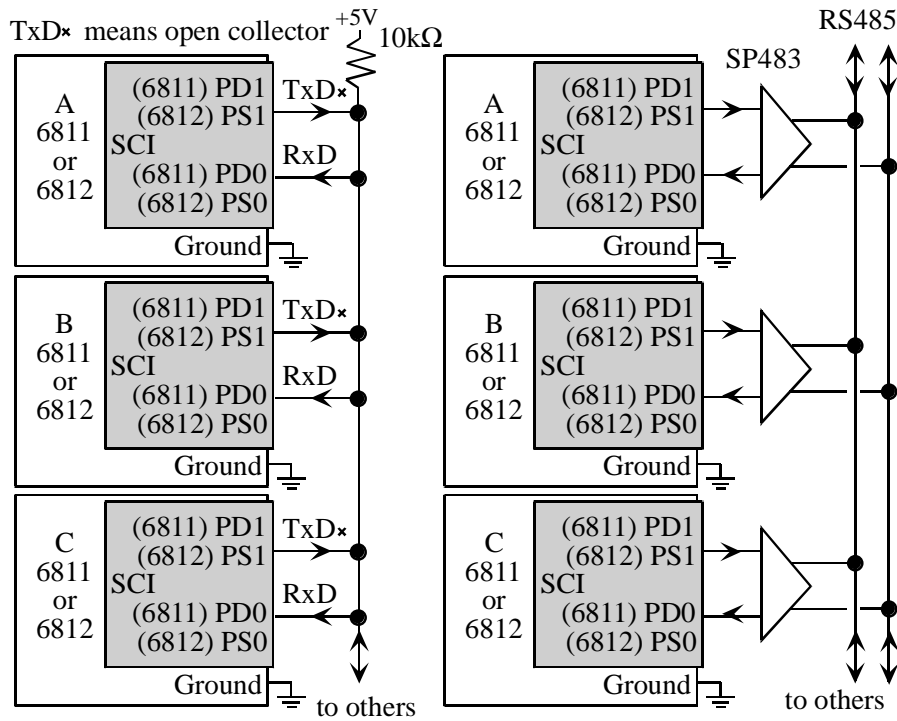 TxD* means open collector
+5V
10kΩ
A
6811
or
6812
(6811) PD1
(6812) PS1
SCI
(6811) PD0
(6812) PS0
TxD*
RxD
Ground
B
6811
or
6812
(6811) PD1
(6812) PS1
SCI
(6811) PD0
(6812) PS0
TxD*
RxD
Ground
C
6811
or
6812
(6811) PD1
(6812) PS1
SCI
(6811) PD0
(6812) PS0
TxD*
RxD
Ground
to others
RS485
SP483
A
6811
or
6812
(6811) PD1
(6812) PS1
SCI
(6811) PD0
(6812) PS0
Ground
B
6811
or
6812
(6811) PD1
(6812) PS1
SCI
(6811) PD0
(6812) PS0
Ground
C
6811
or
6812
(6811) PD1
(6812) PS1
SCI
(6811) PD0
(6812) PS0
Ground
to others